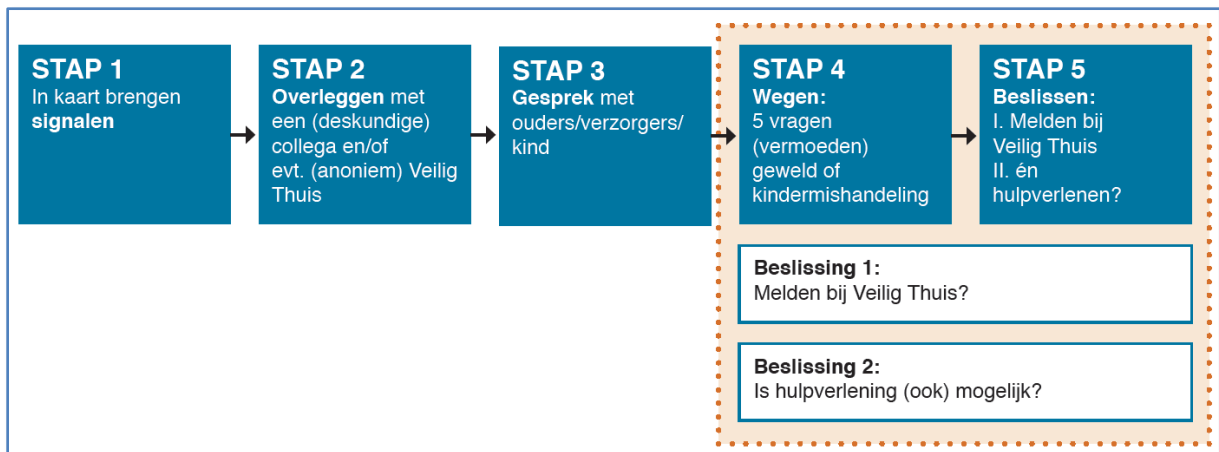 STAP 1
In kaart brengen
signalen
STAP 2
Overleggen met
een (deskundige)
collega en/of
evt. (anoniem) Veilig
Thuis
STAP 3
Gesprek met
ouders/verzorgers/
kind
STAP 4
Wegen:
5 vragen
(vermoeden)
geweld of
kindermishandeling
STAP 5
Beslissen:
I. Melden bij
Veilig Thuis
II. én
hulpverlenen?
Beslissing 1:
Melden bij Veilig Thuis?
Beslissing 2:
Is hulpverlening (ook) mogelijk?